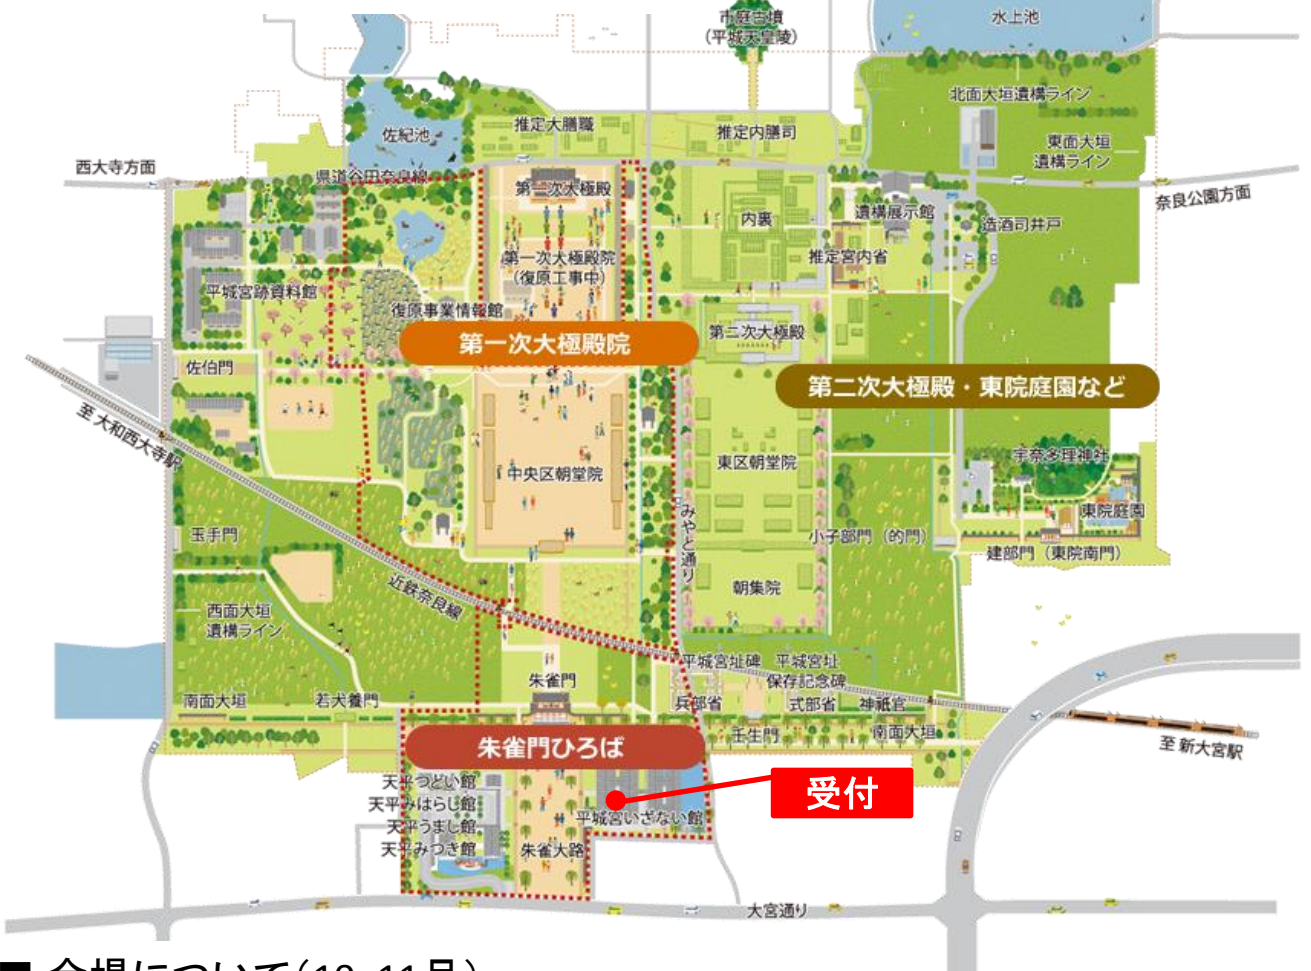 市庭古墳
(平城天皇陵)
水上池
北面大垣遺構ライン
佐紀池
推定大膳職
推定内膳司
東面大垣
遺構ライン
西大寺方面
県道谷田奈良線
第一次大極殿
奈良公園方面
内裏
遺構展示館
造酒司井戸
第一次大極殿院
(復原工事中)
推定宮内省
平城宮跡資料館
復原事業情報館
第一次大極殿院
第二次大極殿
佐伯門
第二次大極殿・東院庭園など
至 大和西大寺駅
中央区朝堂院
東区朝堂院
宇奈多理神社
東院庭園
みやと通り
玉手門
小子部門(的門)
建部門(東院南門)
近鉄奈良線
朝集院
西面大垣
遺構ライン
平城宮址碑
平城宮址
保存記念碑
朱雀門
南面大垣
若犬養門
兵部省
式部省
神祇官
壬生門
南面大垣
朱雀門ひろば
至 新大宮駅
天平つどい館
天平みはらし館
天平うまし館
天平みつき館
受付
平城宮いざない館
朱雀大路
大宮通り
■ 会場について(10、11月)